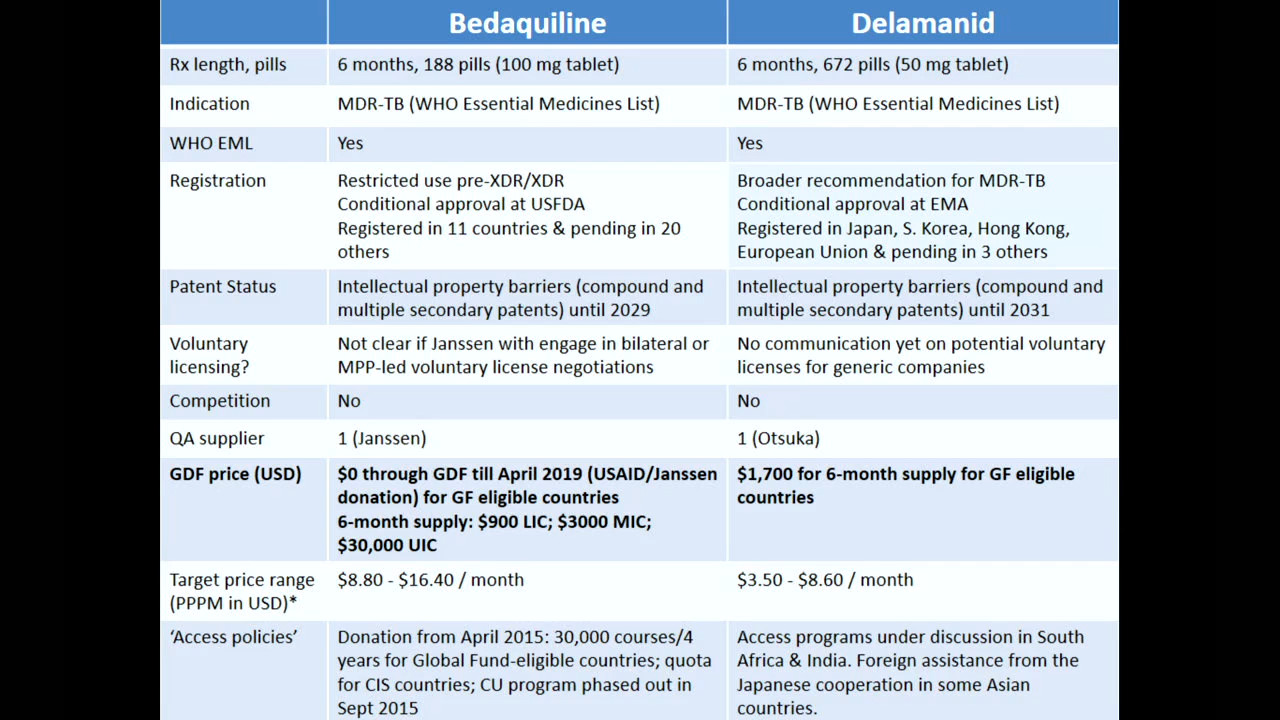 Bedaquiline
Delamanid
Rx length, pills
6 months, 188 pills (100 mg tablet)
6 months, 672 pills (50 mg tablet)
Indication
MDR-TB (WHO Essential Medicines List)
MDR-TB (WHO Essential Medicines List)
WHO EML
Yes
Yes
Registration
Restricted use pre-XDR/XDR
Conditional approval at USFDA
Registered in 11 countries & pending in 20
others
Broader recommendation for MDR-TB
Conditional approval at EMA
Registered in Japan, S. Korea, Hong Kong,
European Union & pending in 3 others
Patent Status
Intellectual property barriers (compound and
multiple secondary patents) until 2029
Intellectual property barriers (compound and
multiple secondary patents) until 2031
Voluntary
licensing?
Not clear if Janssen with engage in bilateral or
MPP-led voluntary license negotiations
No communication yet on potential voluntary
licenses for generic companies
Competition
No
No
QA supplier
1 (Janssen)
1 (Otsuka)
GDF price (USD)
$0 through GDF till April 2019 (USAID/Janssen
donation) for GF eligible countries
6-month supply: $900 LIC; $3000 MIC;
$30,000 UIC
$1,700 for 6-month supply for GF eligible
countries
Target price range
(PPPM in USD)*
$8.80 - $16.40 / month
$3.50 - $8.60 / month
‘Access policies’
Donation from April 2015: 30,000 courses/4
years for Global Fund-eligible countries; quota
for CIS countries; CU program phased out in
Sept 2015
Access programs under discussion in South
Africa & India. Foreign assistance from the
Japanese cooperation in some Asian
countries.